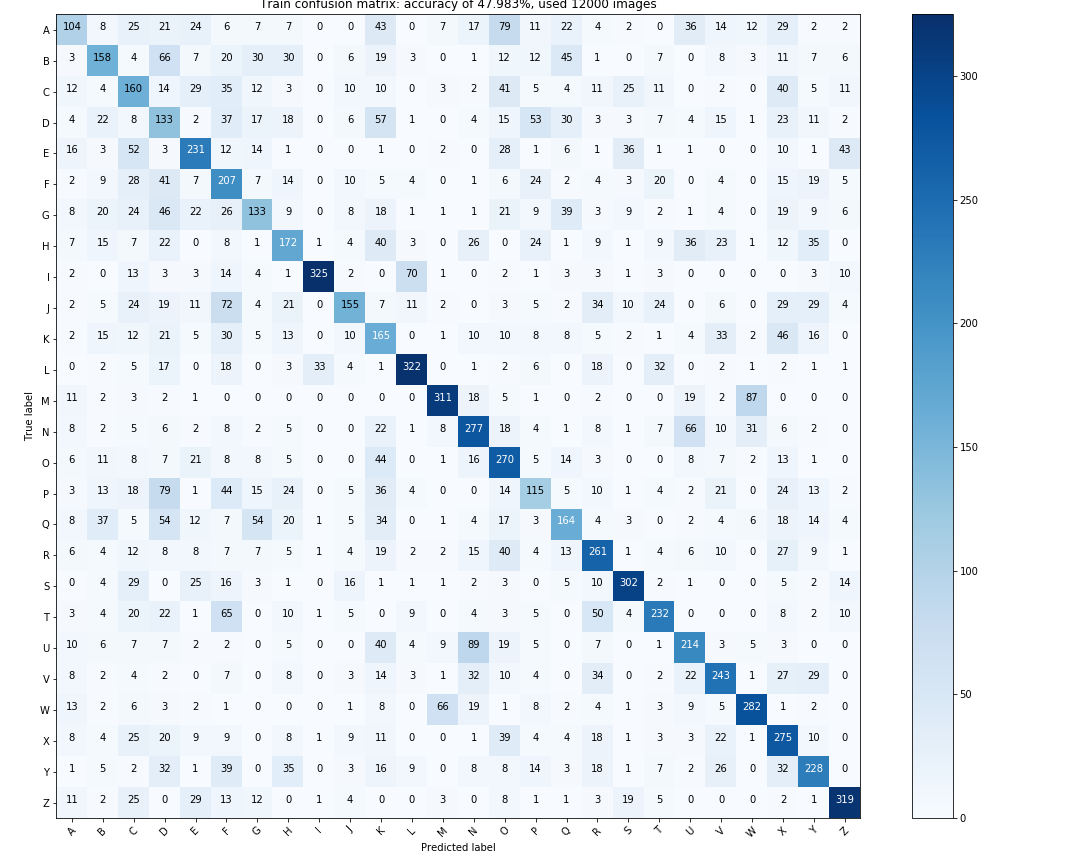 Train confusion matrix: accuracy of 47.983%, used 12000 images
A 104 8 25 21 24 6 7 7 0 0 43 0 7 17 79 11 22 4 2 0 36 14 12 29 2 2
B 3 158 4 66 7 20 30 30 0 6 19 3 0 1 12 12 45 1 0 7 0 8 3 11 7 6
C 12 4 160 14 29 35 12 3 0 10 10 0 3 2 41 5 4 11 25 11 0 2 0 40 5 11
D 4 22 8 133 2 37 17 18 0 6 57 1 0 4 15 53 30 3 3 7 4 15 1 23 11 2
E 16 3 52 3 231 12 14 1 0 0 1 0 2 0 28 1 6 1 36 1 1 0 0 10 1 43
F 2 9 28 41 7 207 7 14 0 10 5 4 0 1 6 24 2 4 3 20 0 4 0 15 19 5
G 8 20 24 46 22 26 133 9 0 8 18 1 1 1 21 9 39 3 9 2 1 4 0 19 9 6
H 7 15 7 22 0 8 1 172 1 4 40 3 0 26 0 24 1 9 1 9 36 23 1 12 35 0
I 2 0 13 3 3 14 4 1 325 2 0 70 1 0 2 1 3 3 1 3 0 0 0 0 3 10
J 2 5 24 19 11 72 4 21 0 155 7 11 2 0 3 5 2 34 10 24 0 6 0 29 29 4
K 2 15 12 21 5 30 8 13 0 10 165 0 1 10 10 8 8 5 2 1 4 33 2 46 16 0
L 0 2 5 17 0 18 0 3 33 4 1 322 0 1 2 6 0 18 0 32 0 2 1 2 1 1
M 11 2 3 2 1 0 0 0 0 0 0 0 311 18 5 1 0 2 0 0 19 2 87 0 0 0
N 8 2 5 6 2 8 2 5 0 0 22 1 8 277 18 4 1 8 1 7 66 10 31 6 2 0
O 6 11 8 7 21 8 8 5 0 0 44 0 1 16 270 5 14 3 0 0 8 7 2 13 1 0
P 3 13 18 79 1 44 15 24 0 5 36 4 0 0 14 115 5 10 1 4 2 21 0 24 13 2
Q 8 37 5 54 12 7 54 20 1 5 34 0 1 4 17 3 164 4 3 0 2 4 6 18 14 4
R 6 4 12 8 8 7 7 5 1 4 19 2 2 15 40 4 13 261 1 4 6 10 0 27 9 1
S 0 4 29 0 25 16 3 1 0 16 1 1 1 2 3 0 5 10 302 2 1 0 0 5 2 14
T 3 4 20 22 1 65 0 10 1 5 0 9 0 4 3 5 0 50 4 232 0 0 0 8 2 10
U 10 6 7 7 2 2 0 5 0 0 40 4 9 89 19 5 0 7 0 1 214 3 5 3 0 0
V 8 2 4 2 0 7 0 8 0 3 14 3 1 32 10 4 0 34 0 2 22 243 1 27 29 0
W 13 2 6 3 2 1 0 0 0 1 8 0 66 19 1 8 2 4 1 3 9 5 282 1 2 0
X 8 4 25 20 9 9 0 8 1 9 11 0 0 1 39 4 4 18 1 3 3 22 1 275 10 0
Y 1 5 2 32 1 39 0 35 0 3 16 9 0 8 8 14 3 18 1 7 2 26 0 32 228 0
Z 11 2 25 0 29 13 12 0 1 4 0 0 3 0 8 1 1 3 19 5 0 0 0 2 1 319
A B C D E F G H I J K L M N O P Q R S T U V W X Y Z
Predicted label
True label
300
250
200
150
100
50
0